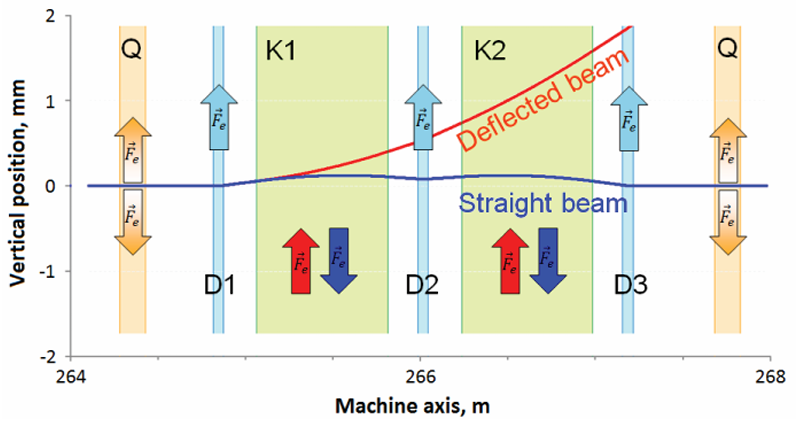 2
1
0
-1
-2
Vertical position, mm
264
266
268
Machine axis, m
Q
K1
K2
Q
D1
D2
D3
Deflected beam
Straight beam
F⃗e
F⃗e
F⃗e
F⃗e
F⃗e
F⃗e
F⃗e
F⃗e
F⃗e
F⃗e
F⃗e